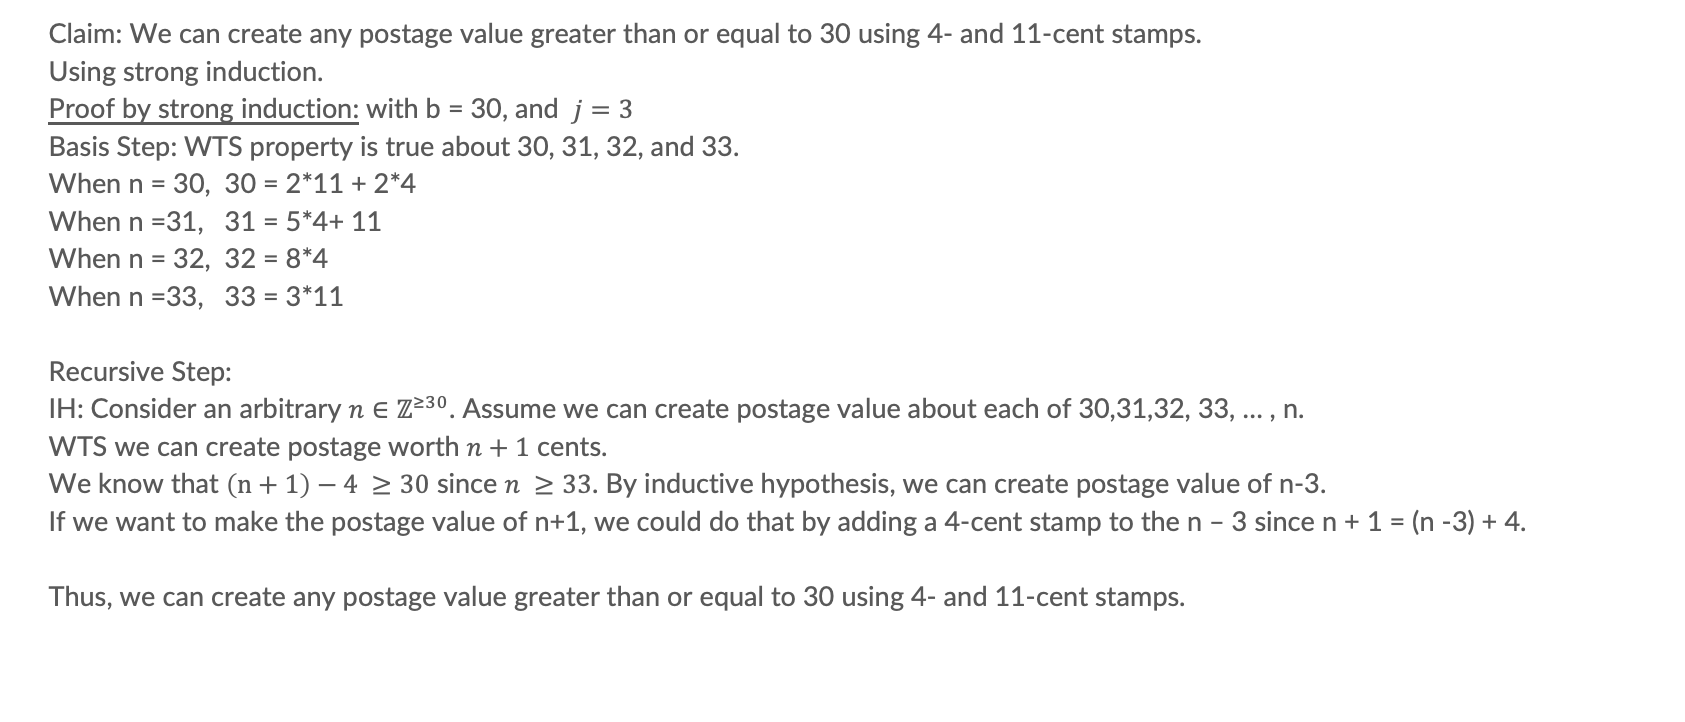 Claim: We can create any postage value greater than or equal to 30 using 4- and 11-cent stamps.
Using strong induction.
Proof by strong induction: with b = 30, and j = 3
Basis Step: WTS property is true about 30, 31, 32, and 33.
When n = 30, 30 = 2*11 + 2*4
When n =31, 31 = 5*4+ 11
When n = 32, 32 = 8*4
When n =33, 33 = 3*11
Recursive Step:
IH: Consider an arbitrary n ∈ ℤ≥30. Assume we can create postage value about each of 30,31,32, 33, ... , n.
WTS we can create postage worth n + 1 cents.
We know that (n + 1) – 4 ≥ 30 since n ≥ 33. By inductive hypothesis, we can create postage value of n-3.
If we want to make the postage value of n+1, we could do that by adding a 4-cent stamp to the n – 3 since n + 1 = (n -3) + 4.
Thus, we can create any postage value greater than or equal to 30 using 4- and 11-cent stamps.